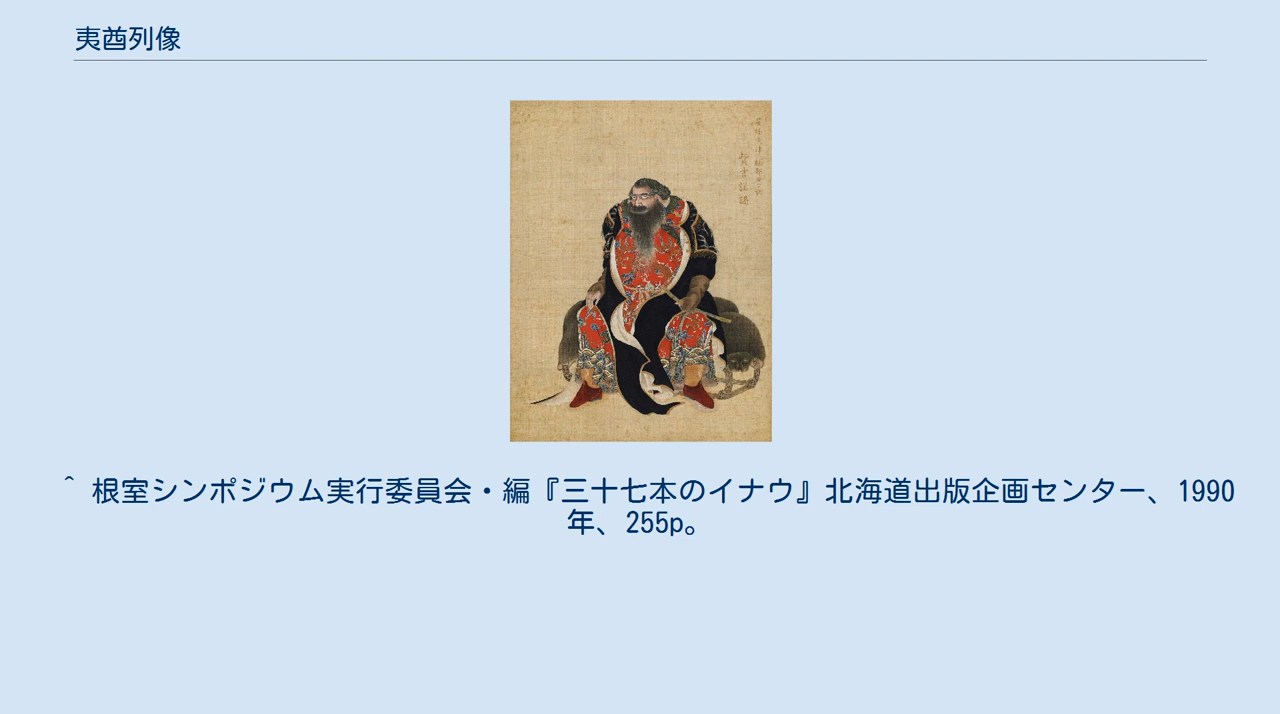 夷酋列像
^ 根室シンポジウム実行委員会・編『三十七本のイナウ』北海道出版企画センター、1990
年、255p。